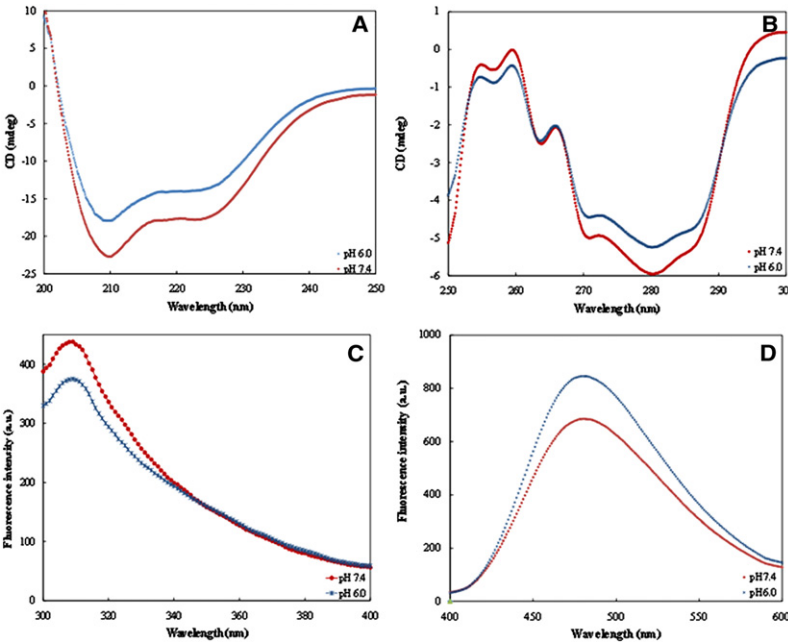 A
CD (mdeg)
10
5
0
-5
-10
-15
-20
-25
200
210
220
230
240
250
pH 6.0
pH 7.4
Wavelength (nm)
B
CD (mdeg)
1
0
-1
-2
-3
-4
-5
-6
250
260
270
280
290
30
pH 7.4
pH 6.0
Wavelength (nm)
C
Fluorescence intensity (a.u.)
400
300
200
100
0
300
320
340
360
380
400
pH 7.4
pH 6.0
Wavelength (nm)
D
Fluorescence intensity (a.u.)
1000
800
600
400
200
0
400
450
500
550
600
pH7.4
pH6.0
Wavelength (nm)